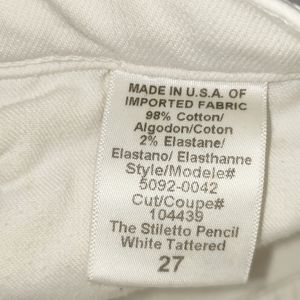 MADE IN U.S.A. OF
IMPORTED FABRIC
98% Cotton/
Algodon/Coton
2% Elastane/
Elastano/ Elasthanne
Style/Modele#
5092-0042
Cut/Coupe#
104439
The Stiletto Pencil
White Tattered
27